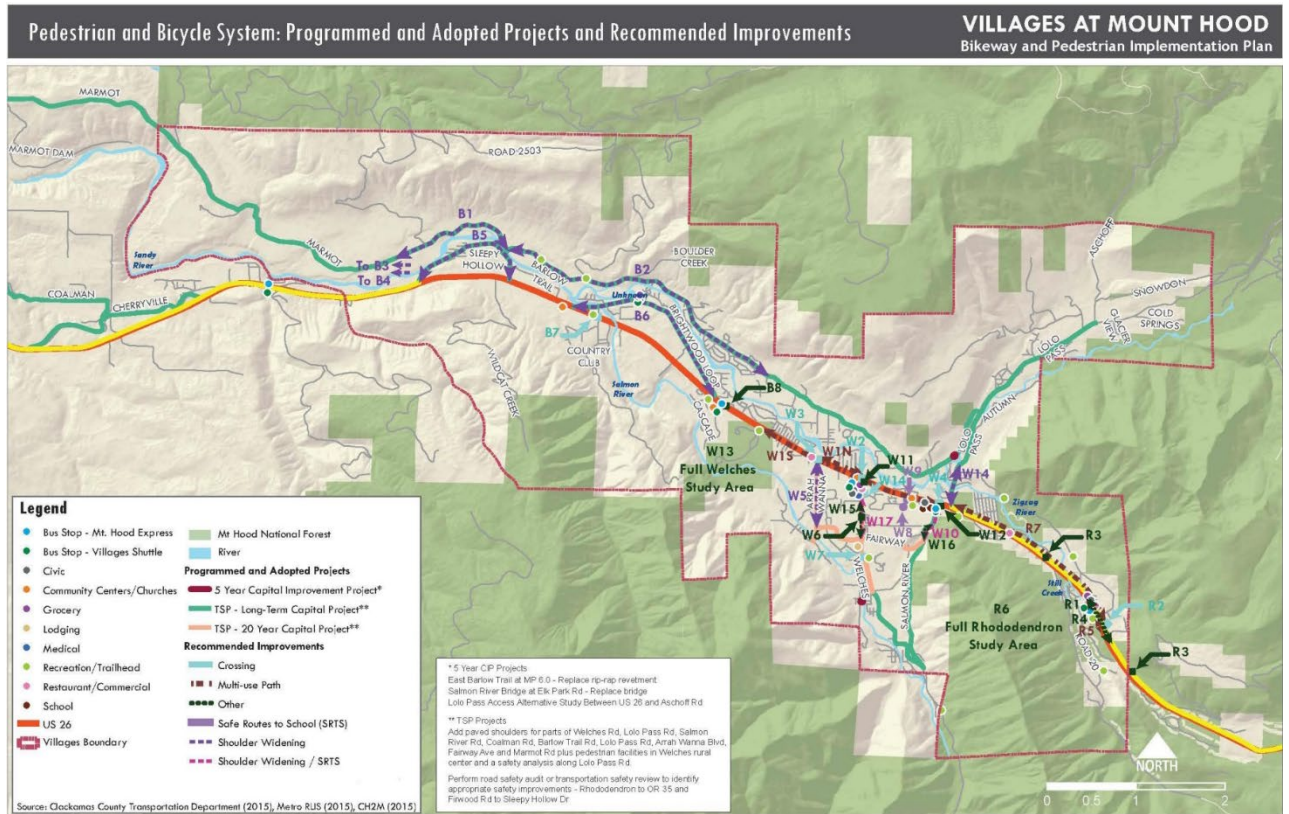 Pedestrian and Bicycle System: Programmed and Adopted Projects and Recommended Improvements
VILLAGES AT MOUNT HOOD
Bikeway and Pedestrian Implementation Plan
MARMOT
MARMOT DAM
ROAD 2503
Sandy River
MARMOT
B1
B5
To B3
To B4
SLEEPY HOLLOW
BARLOW TRAIL
B2
BOULDER CREEK
Unknown
B6
BRIGHTWOOD LOOP
COALMAN
CHERRYVILLE
B7
COUNTRY CLUB
WILDCAT CREEK
Salmon River
CASCADE
B8
ASCHOFF
SNOWDON
COLD SPRINGS
GLACIER VIEW
LOLO PASS
AUTUMN
LOLO PASS
W3
W2
W1S
W1N
W11
W13
Full Welches
Study Area
W9
W4
W14
W14
W5
ARRAH WANNA
W15
W17
W8
W10
W12
W6
FAIRWAY
W16
W7
WELCHES
SALMON RIVER
Zigzag River
R7
R3
Still Creek
R1
R4
R5
R2
R6
Full Rhododendron
Study Area
ROAD 20
R3
Legend
Bus Stop - Mt. Hood Express
Bus Stop - Villages Shuttle
Civic
Community Centers/Churches
Grocery
Lodging
Medical
Recreation/Trailhead
Restaurant/Commercial
School
US 26
Villages Boundary
Mt Hood National Forest
River
Programmed and Adopted Projects
5 Year Capital Improvement Project*
TSP - Long-Term Capital Project**
TSP - 20 Year Capital Project**
Recommended Improvements
Crossing
Multi-use Path
Other
Safe Routes to School (SRTS)
Shoulder Widening
Shoulder Widening / SRTS
Source: Clackamas County Transportation Department (2015), Metro RLIS (2015), CH2M (2015)
* 5 Year CIP Projects
East Barlow Trail at MP 6.0 - Replace rip-rap revetment
Salmon River Bridge at Elk Park Rd - Replace bridge
Lolo Pass Access Alternative Study Between US 26 and Aschoff Rd
** TSP Projects
Add paved shoulders for parts of Welches Rd, Lolo Pass Rd, Salmon
River Rd, Coalman Rd, Barlow Trail Rd, Lolo Pass Rd, Arrah Wanna Blvd,
Fairway Ave and Marmot Rd plus pedestrian facilities in Welches rural
center and a safety analysis along Lolo Pass Rd.
Perform road safety audit or transportation safety review to identify
appropriate safety improvements - Rhododendron to OR 35 and
Firwood Rd to Sleepy Hollow Dr
NORTH
0 0.5 1 2